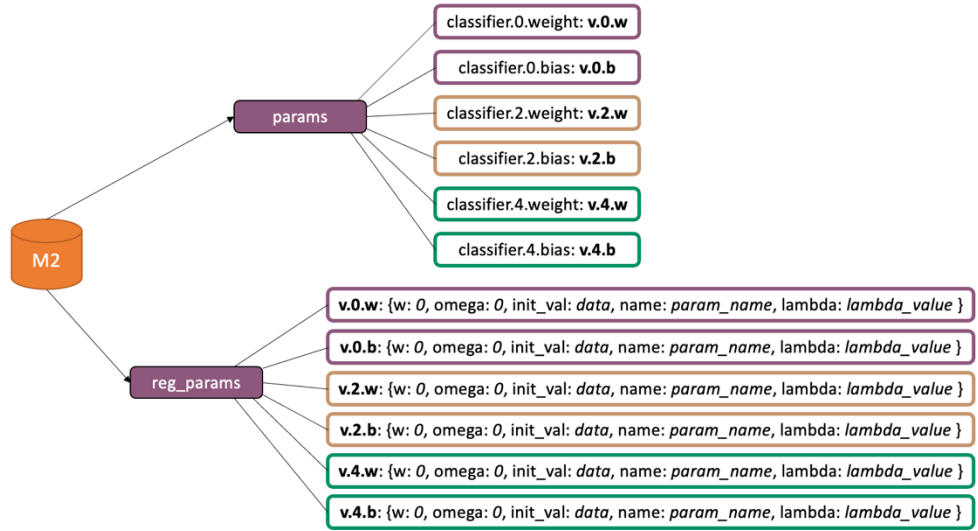 classifier.0.weight: v.0.w
classifier.0.bias: v.0.b
params
classifier.2.weight: v.2.w
classifier.2.bias: v.2.b
classifier.4.weight: v.4.w
classifier.4.bias: v.4.b
M2
v.0.w: {w: 0, omega: 0, init_val: data, name: param_name, lambda: lambda_value }
v.0.b: {w: 0, omega: 0, init_val: data, name: param_name, lambda: lambda_value }
reg_params
v.2.w: {w: 0, omega: 0, init_val: data, name: param_name, lambda: lambda_value }
v.2.b: {w: 0, omega: 0, init_val: data, name: param_name, lambda: lambda_value }
v.4.w: {w: 0, omega: 0, init_val: data, name: param_name, lambda: lambda_value }
v.4.b: {w: 0, omega: 0, init_val: data, name: param_name, lambda: lambda_value }